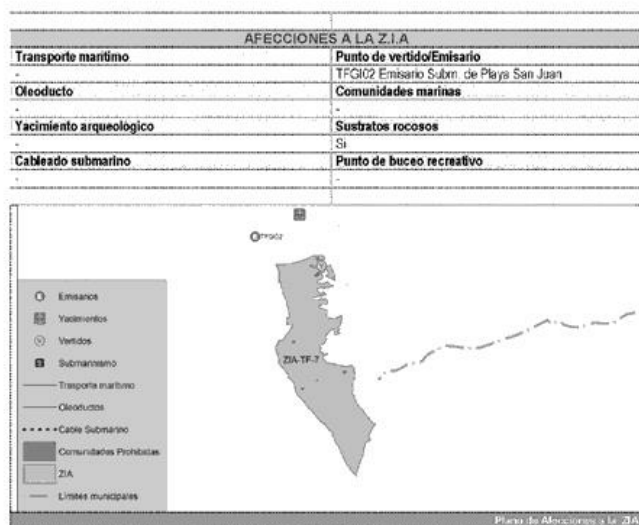 AFECCIONES A LA Z.I.A
Transporte marítimo Punto de vertido/Emisario
- TFGI02 Emisario Subm. de Playa San Juan
Oleoducto Comunidades marinas
- -
Yacimiento arqueológico Sustratos rocosos
- Si
Cableado submarino Punto de buceo recreativo
- -
TFGI02
ZIA-TF-7
Emisarios
Yacimientos
Vertidos
Submarinismo
Trasporte marítimo
Oleoductos
Cable Submarino
Comunidades Prohibidas
ZIA
Límites municipales
Plano de Afecciones a la ZIA